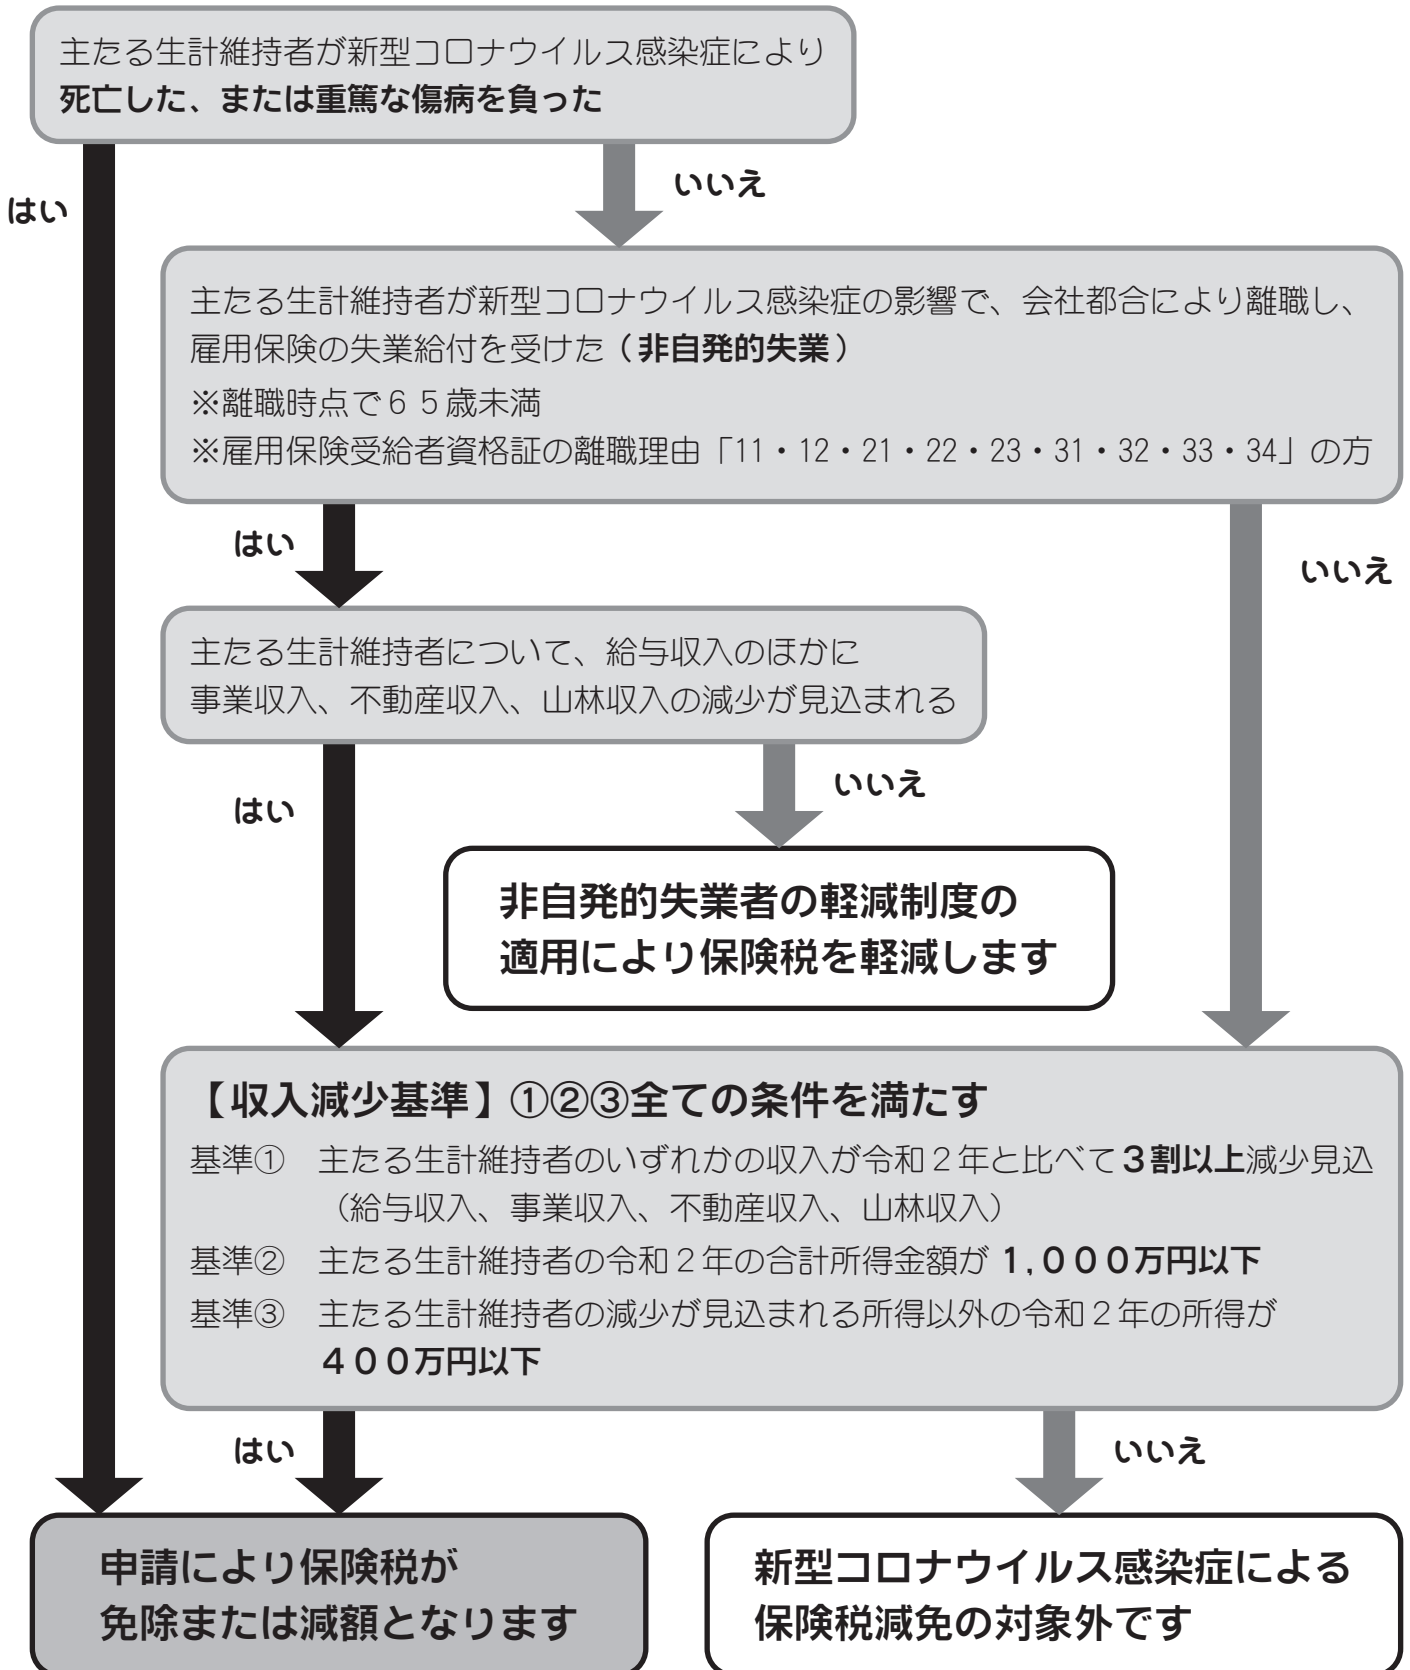 主たる生計維持者が新型コロナウイルス感染症により
死亡した、または重篤な傷病を負った
はい
いいえ
主たる生計維持者が新型コロナウイルス感染症の影響で、会社都合により離職し、
雇用保険の失業給付を受けた（非自発的失業）
※離職時点で６５歳未満
※雇用保険受給者資格証の離職理由「11・12・21・22・23・31・32・33・34」の方
はい
いいえ
主たる生計維持者について、給与収入のほかに
事業収入、不動産収入、山林収入の減少が見込まれる
はい
いいえ
非自発的失業者の軽減制度の
適用により保険税を軽減します
【収入減少基準】①②③全ての条件を満たす
基準①　主たる生計維持者のいずれかの収入が令和２年と比べて３割以上減少見込
（給与収入、事業収入、不動産収入、山林収入）
基準②　主たる生計維持者の令和２年の合計所得金額が１,０００万円以下
基準③　主たる生計維持者の減少が見込まれる所得以外の令和２年の所得が
４００万円以下
はい
いいえ
申請により保険税が
免除または減額となります
新型コロナウイルス感染症による
保険税減免の対象外です